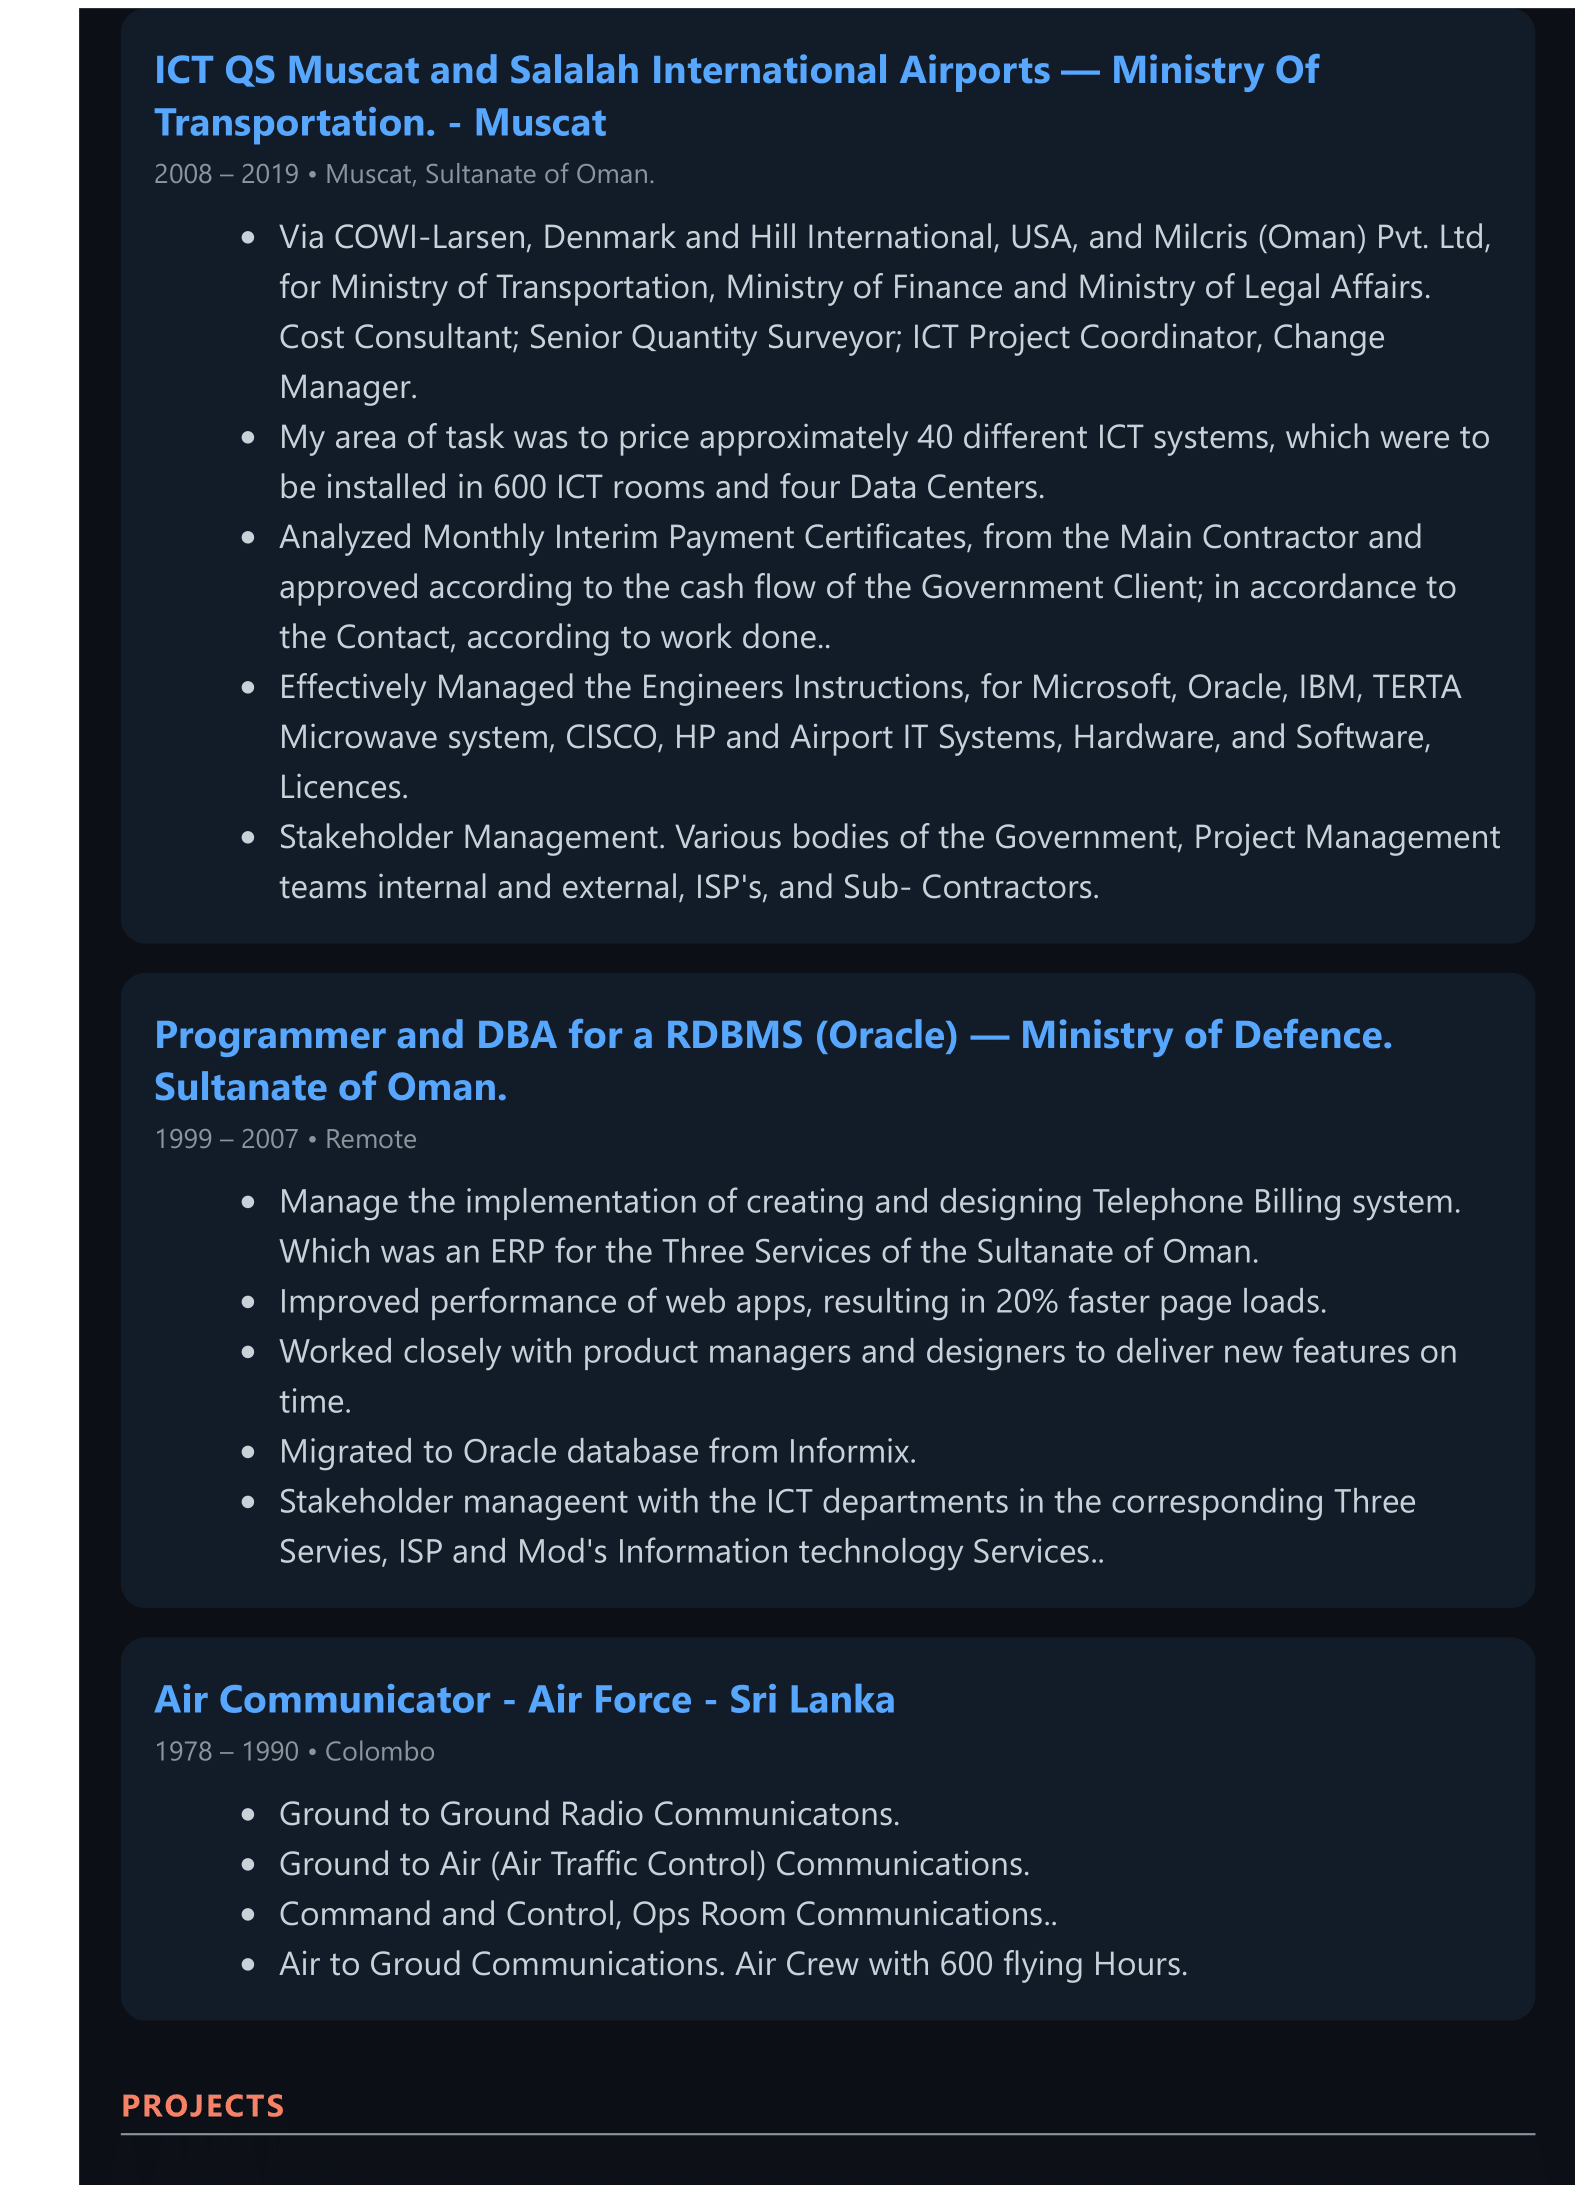 ICT QS Muscat and Salalah International Airports — Ministry Of
Transportation. - Muscat
2008 – 2019 • Muscat, Sultanate of Oman.
• Via COWI-Larsen, Denmark and Hill International, USA, and Milcris (Oman) Pvt. Ltd,
for Ministry of Transportation, Ministry of Finance and Ministry of Legal Affairs.
Cost Consultant; Senior Quantity Surveyor; ICT Project Coordinator, Change
Manager.
• My area of task was to price approximately 40 different ICT systems, which were to
be installed in 600 ICT rooms and four Data Centers.
• Analyzed Monthly Interim Payment Certificates, from the Main Contractor and
approved according to the cash flow of the Government Client; in accordance to
the Contact, according to work done..
• Effectively Managed the Engineers Instructions, for Microsoft, Oracle, IBM, TERTA
Microwave system, CISCO, HP and Airport IT Systems, Hardware, and Software,
Licences.
• Stakeholder Management. Various bodies of the Government, Project Management
teams internal and external, ISP's, and Sub- Contractors.
Programmer and DBA for a RDBMS (Oracle) — Ministry of Defence.
Sultanate of Oman.
1999 – 2007 • Remote
• Manage the implementation of creating and designing Telephone Billing system.
Which was an ERP for the Three Services of the Sultanate of Oman.
• Improved performance of web apps, resulting in 20% faster page loads.
• Worked closely with product managers and designers to deliver new features on
time.
• Migrated to Oracle database from Informix.
• Stakeholder manageent with the ICT departments in the corresponding Three
Servies, ISP and Mod's Information technology Services..
Air Communicator - Air Force - Sri Lanka
1978 – 1990 • Colombo
• Ground to Ground Radio Communicatons.
• Ground to Air (Air Traffic Control) Communications.
• Command and Control, Ops Room Communications..
• Air to Groud Communications. Air Crew with 600 flying Hours.
PROJECTS